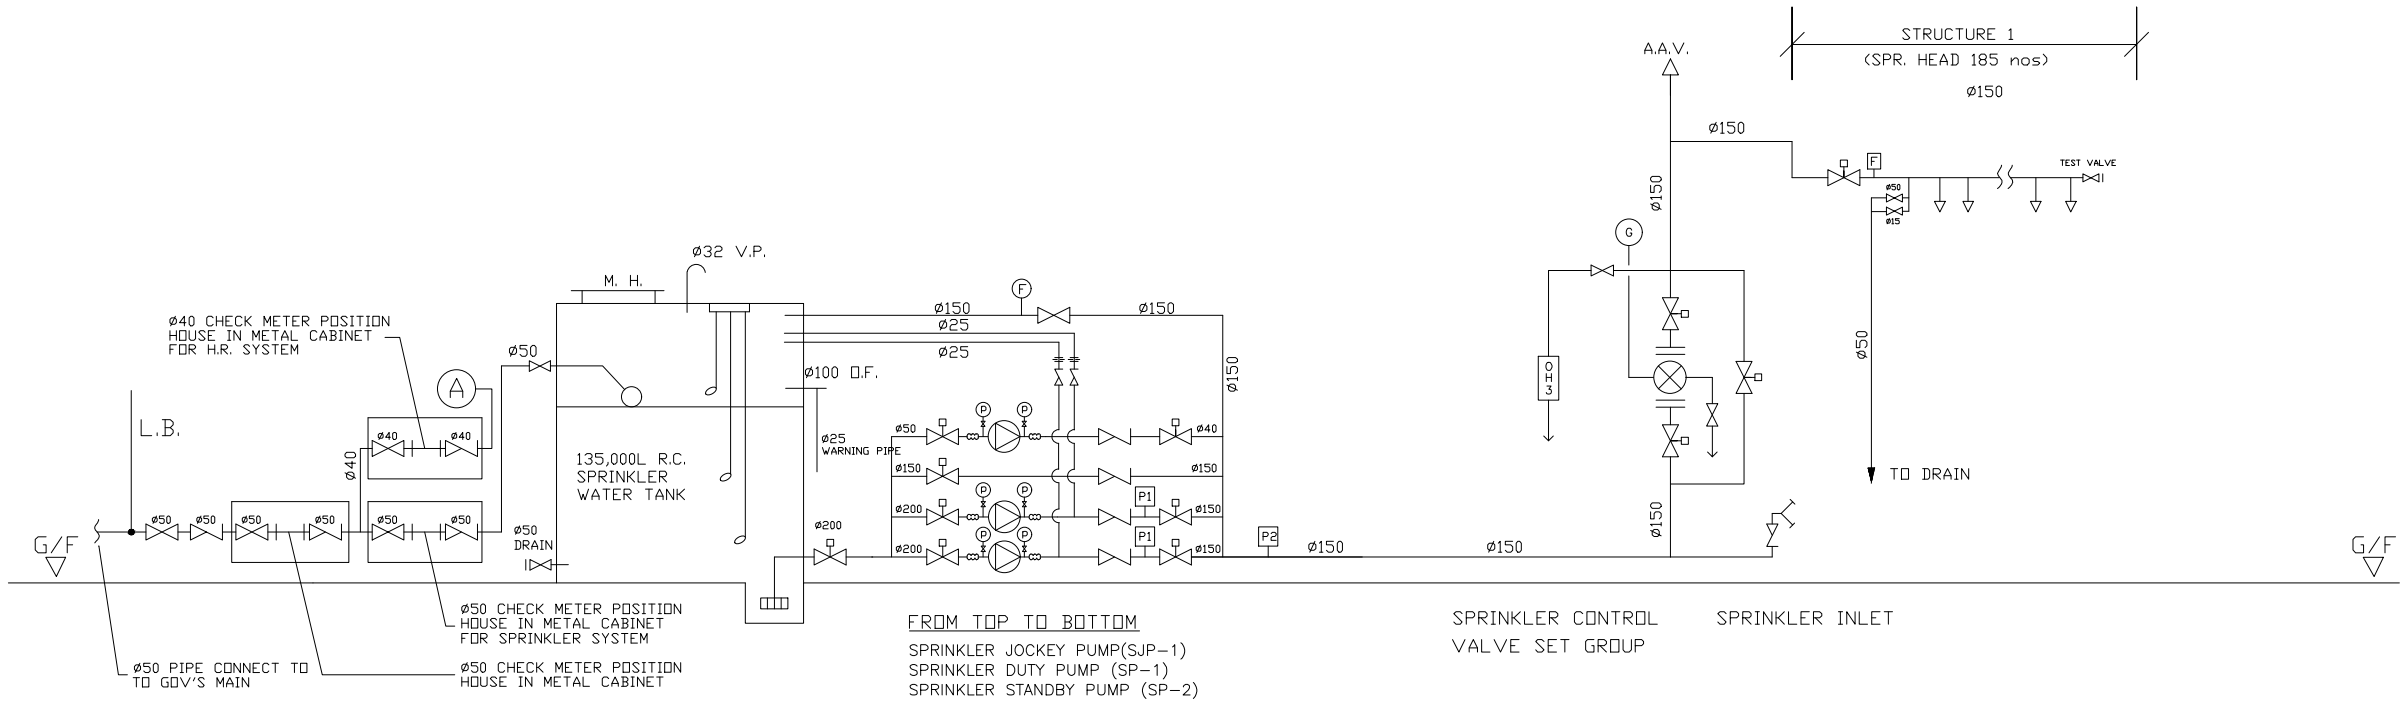 STRUCTURE 1
(SPR. HEAD 185 nos)
Ø150
A.A.V.
Ø150
F
TEST VALVE
Ø50
Ø15
Ø150
G
Ø50
TO DRAIN
OH3
Ø150
Ø32 V.P.
M. H.
F
Ø150
Ø150
Ø25
Ø25
Ø150
Ø100 O.F.
Ø25
WARNING PIPE
Ø40 CHECK METER POSITION
HOUSE IN METAL CABINET
FOR H.R. SYSTEM
Ø50
A
L.B.
Ø40
Ø40
Ø40
135,000L R.C.
SPRINKLER
WATER TANK
Ø50
P
P
Ø40
Ø150
Ø150
Ø200
P
P
P1
Ø150
Ø200
P
P
P1
Ø150
Ø200
P2
Ø150
Ø150
G/F
Ø50
Ø50
Ø50
Ø50
Ø50
Ø50
Ø50
DRAIN
G/F
Ø50 CHECK METER POSITION
HOUSE IN METAL CABINET
FOR SPRINKLER SYSTEM
Ø50 PIPE CONNECT TO
TO GOV'S MAIN
Ø50 CHECK METER POSITION
HOUSE IN METAL CABINET
FROM TOP TO BOTTOM
SPRINKLER JOCKEY PUMP(SJP-1)
SPRINKLER DUTY PUMP (SP-1)
SPRINKLER STANDBY PUMP (SP-2)
SPRINKLER CONTROL
VALVE SET GROUP
SPRINKLER INLET